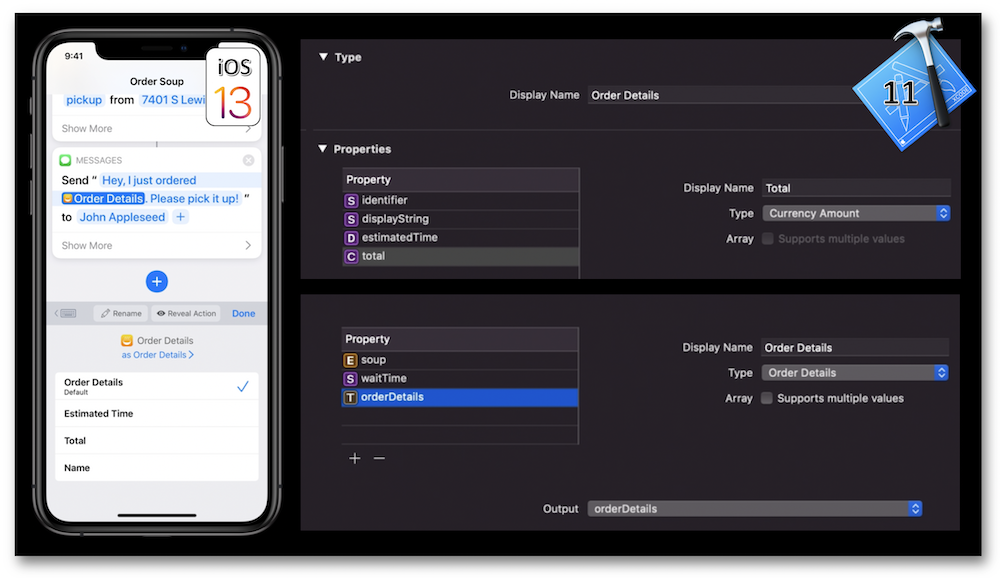 9:41
iOS
13
Order Soup
pickup from 7401 S Lewi
Show More
MESSAGES
Send “ Hey, I just ordered
Order Details. Please pick it up! ”
to John Appleseed +
Show More
Rename
Reveal Action
Done
Order Details
as Order Details
Order Details
Default
Estimated Time
Total
Name
Type
Display Name Order Details
11
XCODE
Properties
Property
S identifier
S displayString
D estimatedTime
C total
Display Name Total
Type Currency Amount
Array Supports multiple values
Property
E soup
S waitTime
T orderDetails
Display Name Order Details
Type Order Details
Array Supports multiple values
Output orderDetails